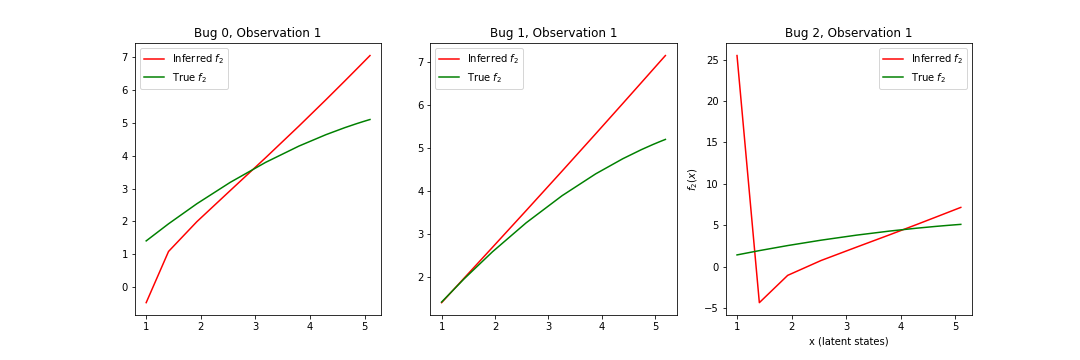 Bug 0, Observation 1
Inferred f₂
True f₂
7
6
5
4
3
2
1
0
1 2 3 4 5
Bug 1, Observation 1
Inferred f₂
True f₂
7
6
5
4
3
2
1 2 3 4 5
Bug 2, Observation 1
Inferred f₂
True f₂
f₂(x)
25
20
15
10
5
0
−5
1 2 3 4 5
x (latent states)